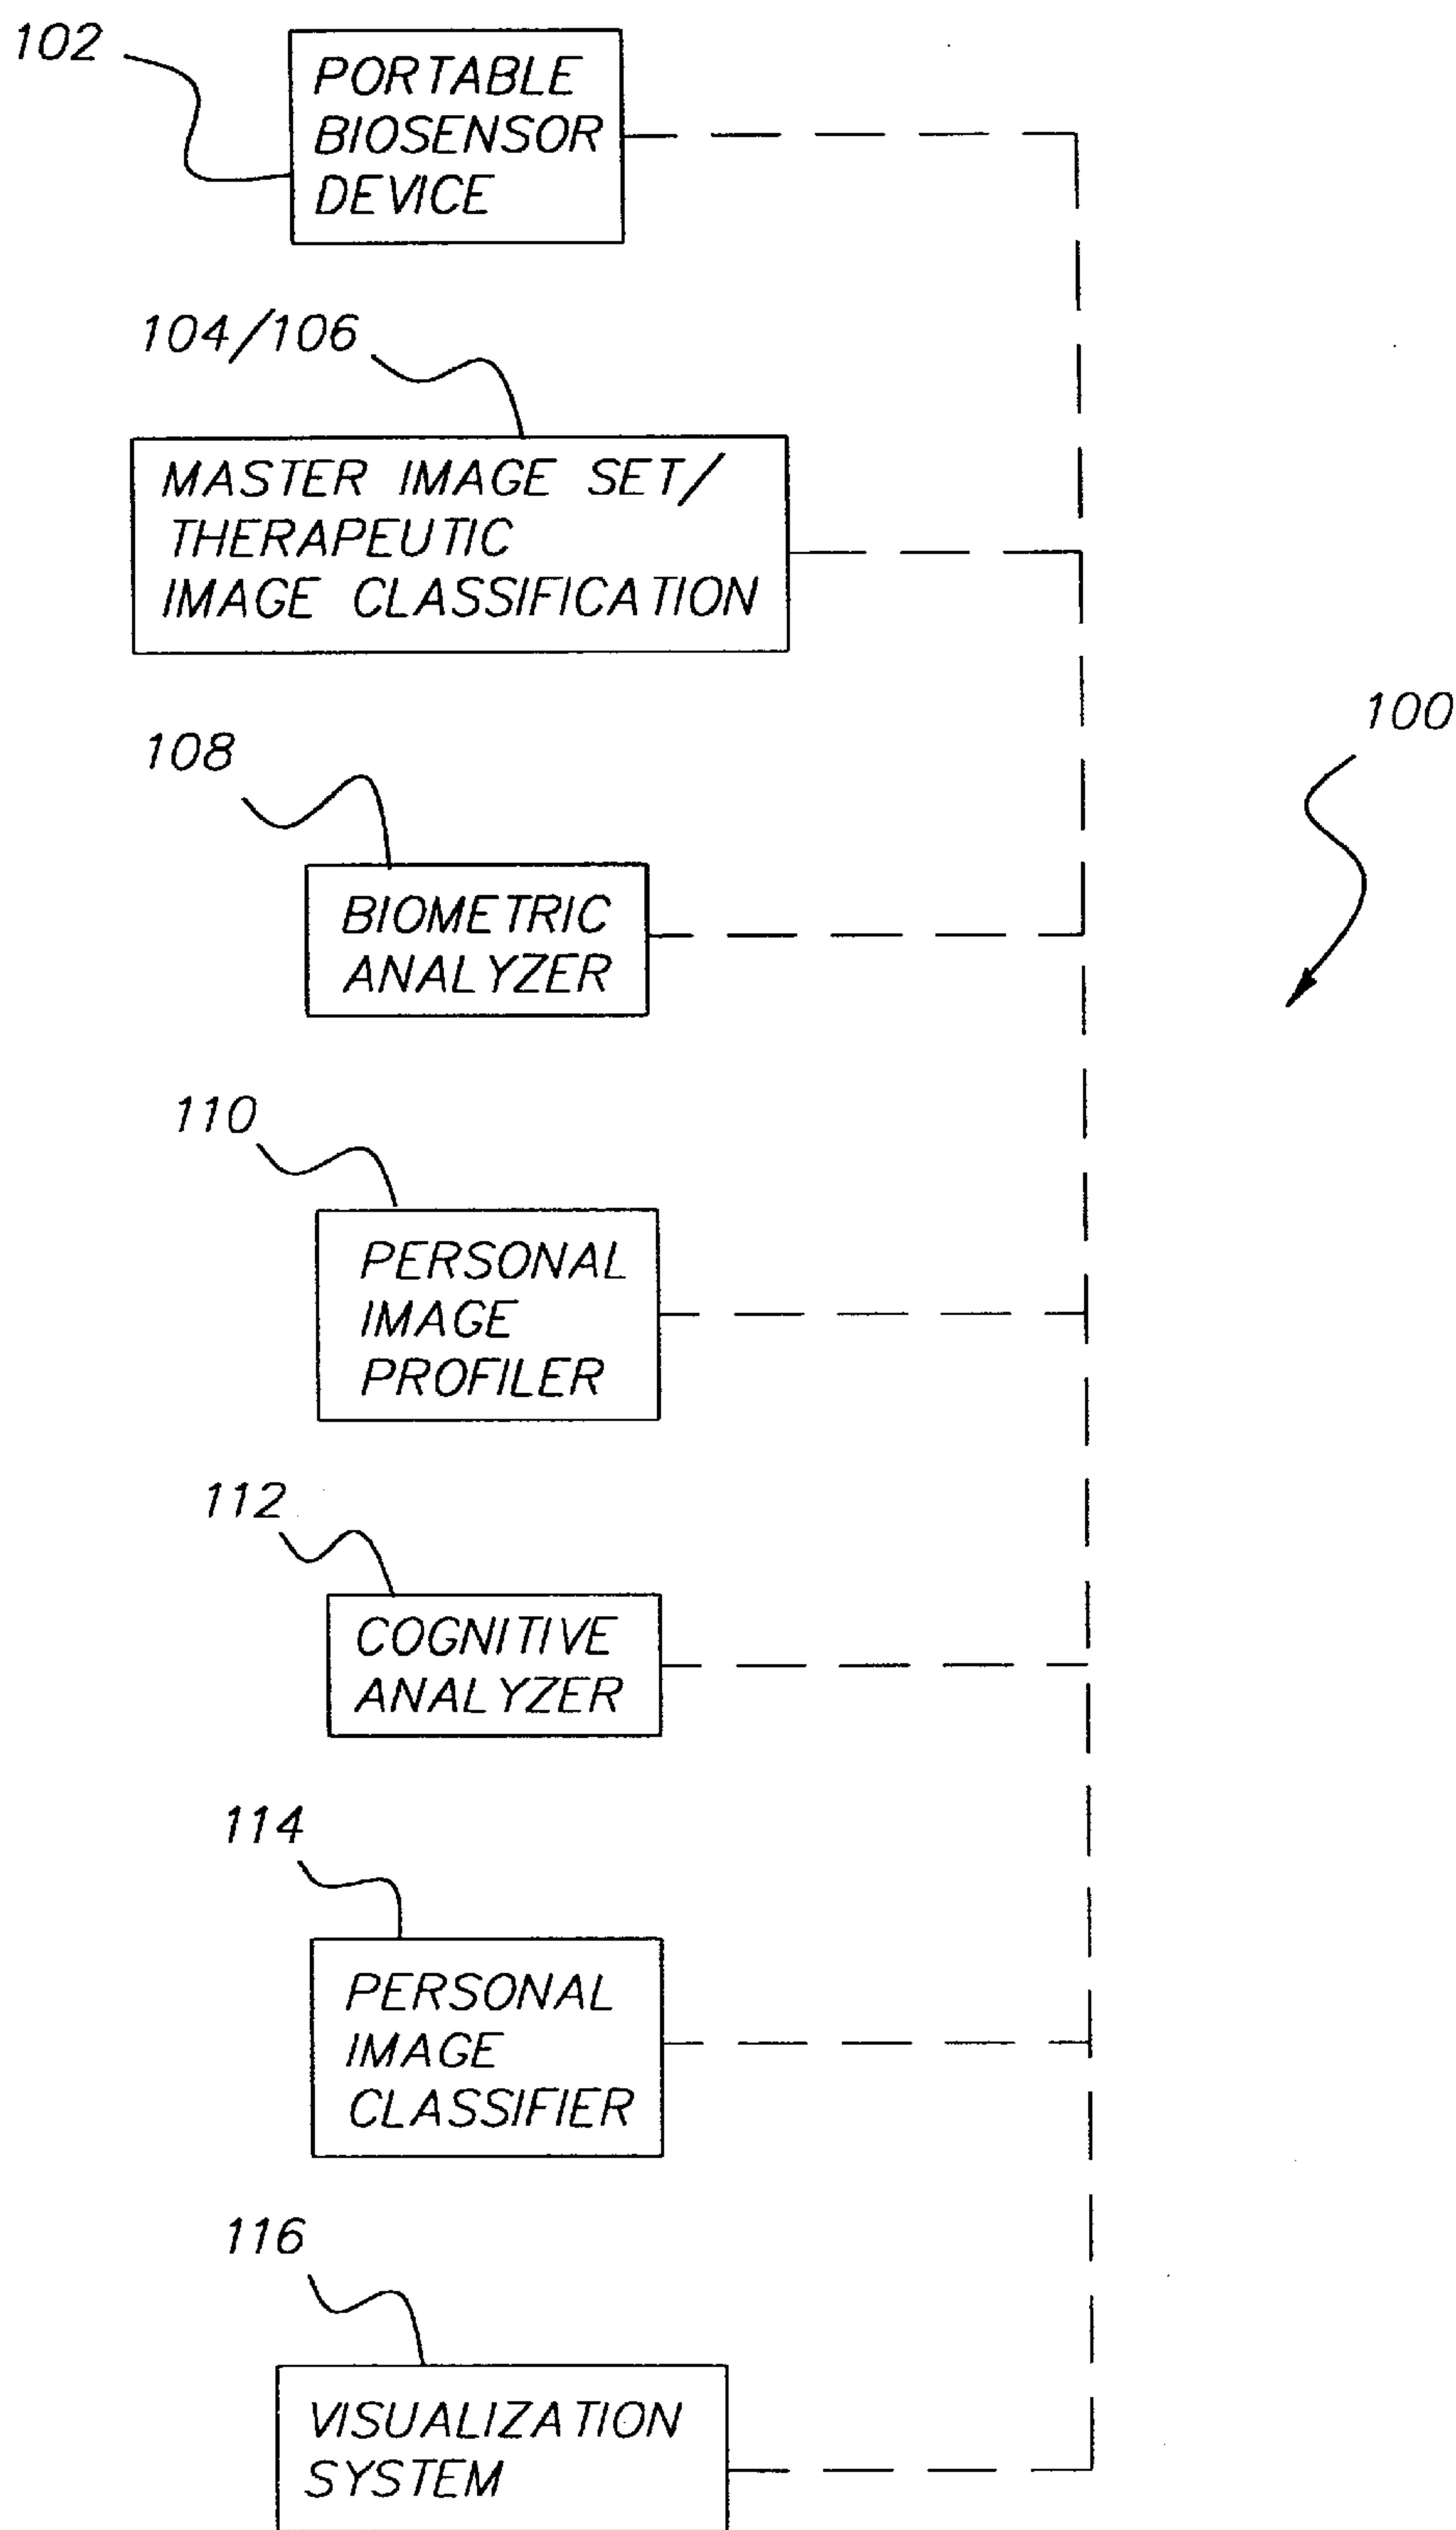 102
PORTABLE
BIOSENSOR
DEVICE
104/106
MASTER IMAGE SET/
THERAPEUTIC
IMAGE CLASSIFICATION
100
108
BIOMETRIC
ANALYZER
110
PERSONAL
IMAGE
PROFILER
112
COGNITIVE
ANALYZER
114
PERSONAL
IMAGE
CLASSIFIER
116
VISUALIZATION
SYSTEM